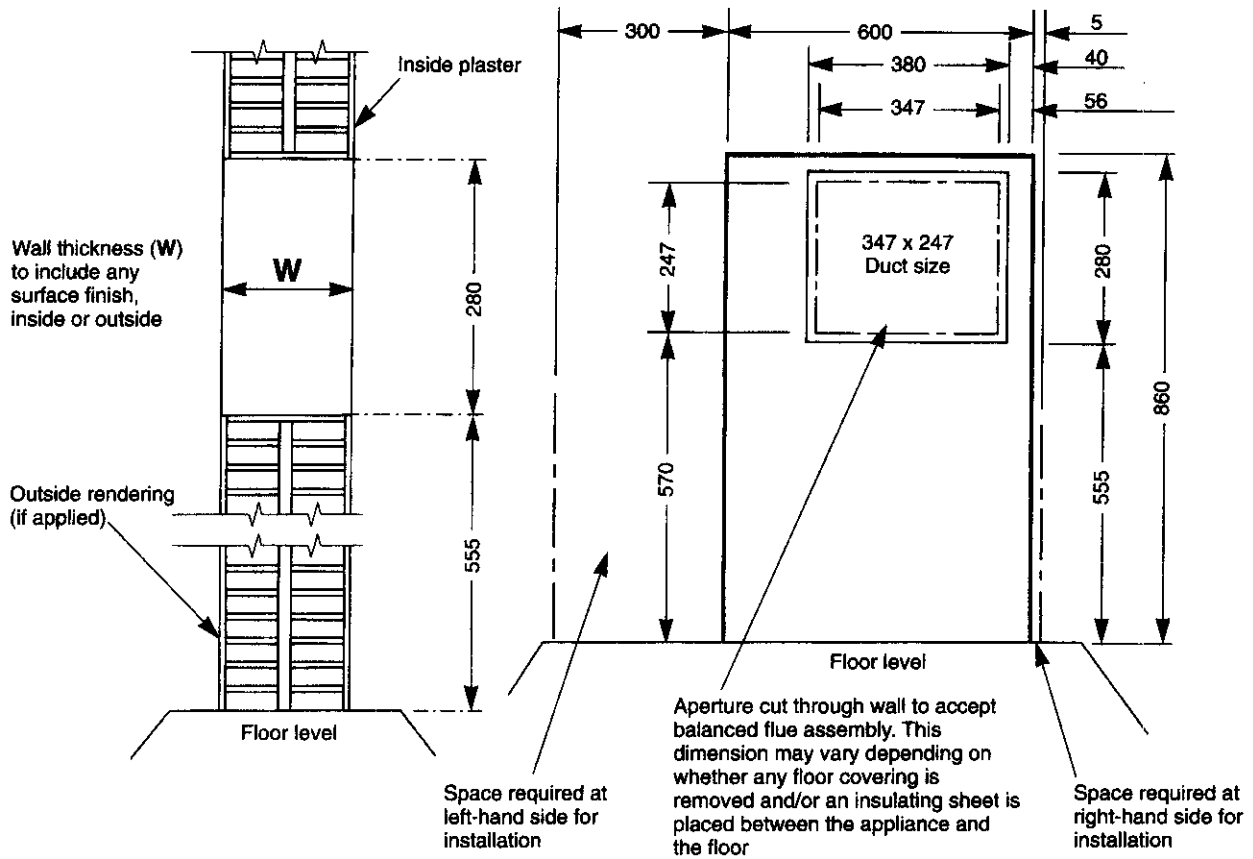 300
600
5
380
40
347
56
Inside plaster
Wall thickness (W)
to include any
surface finish,
inside or outside
W
280
247
347 x 247
Duct size
280
860
570
555
Outside rendering
(if applied)
555
Floor level
Floor level
Space required at
left-hand side for
installation
Aperture cut through wall to accept
balanced flue assembly. This
dimension may vary depending on
whether any floor covering is
removed and/or an insulating sheet is
placed between the appliance and
the floor
Space required at
right-hand side for
installation